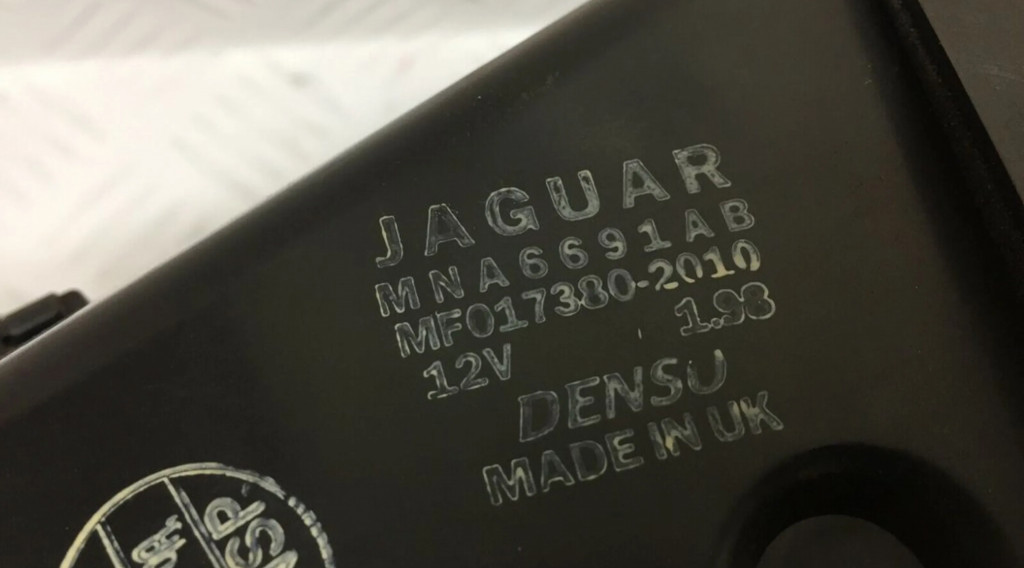 JAGUAR
MNA6691AB
MF017380-2010
12V 1.98
DENSO
MADE IN UK